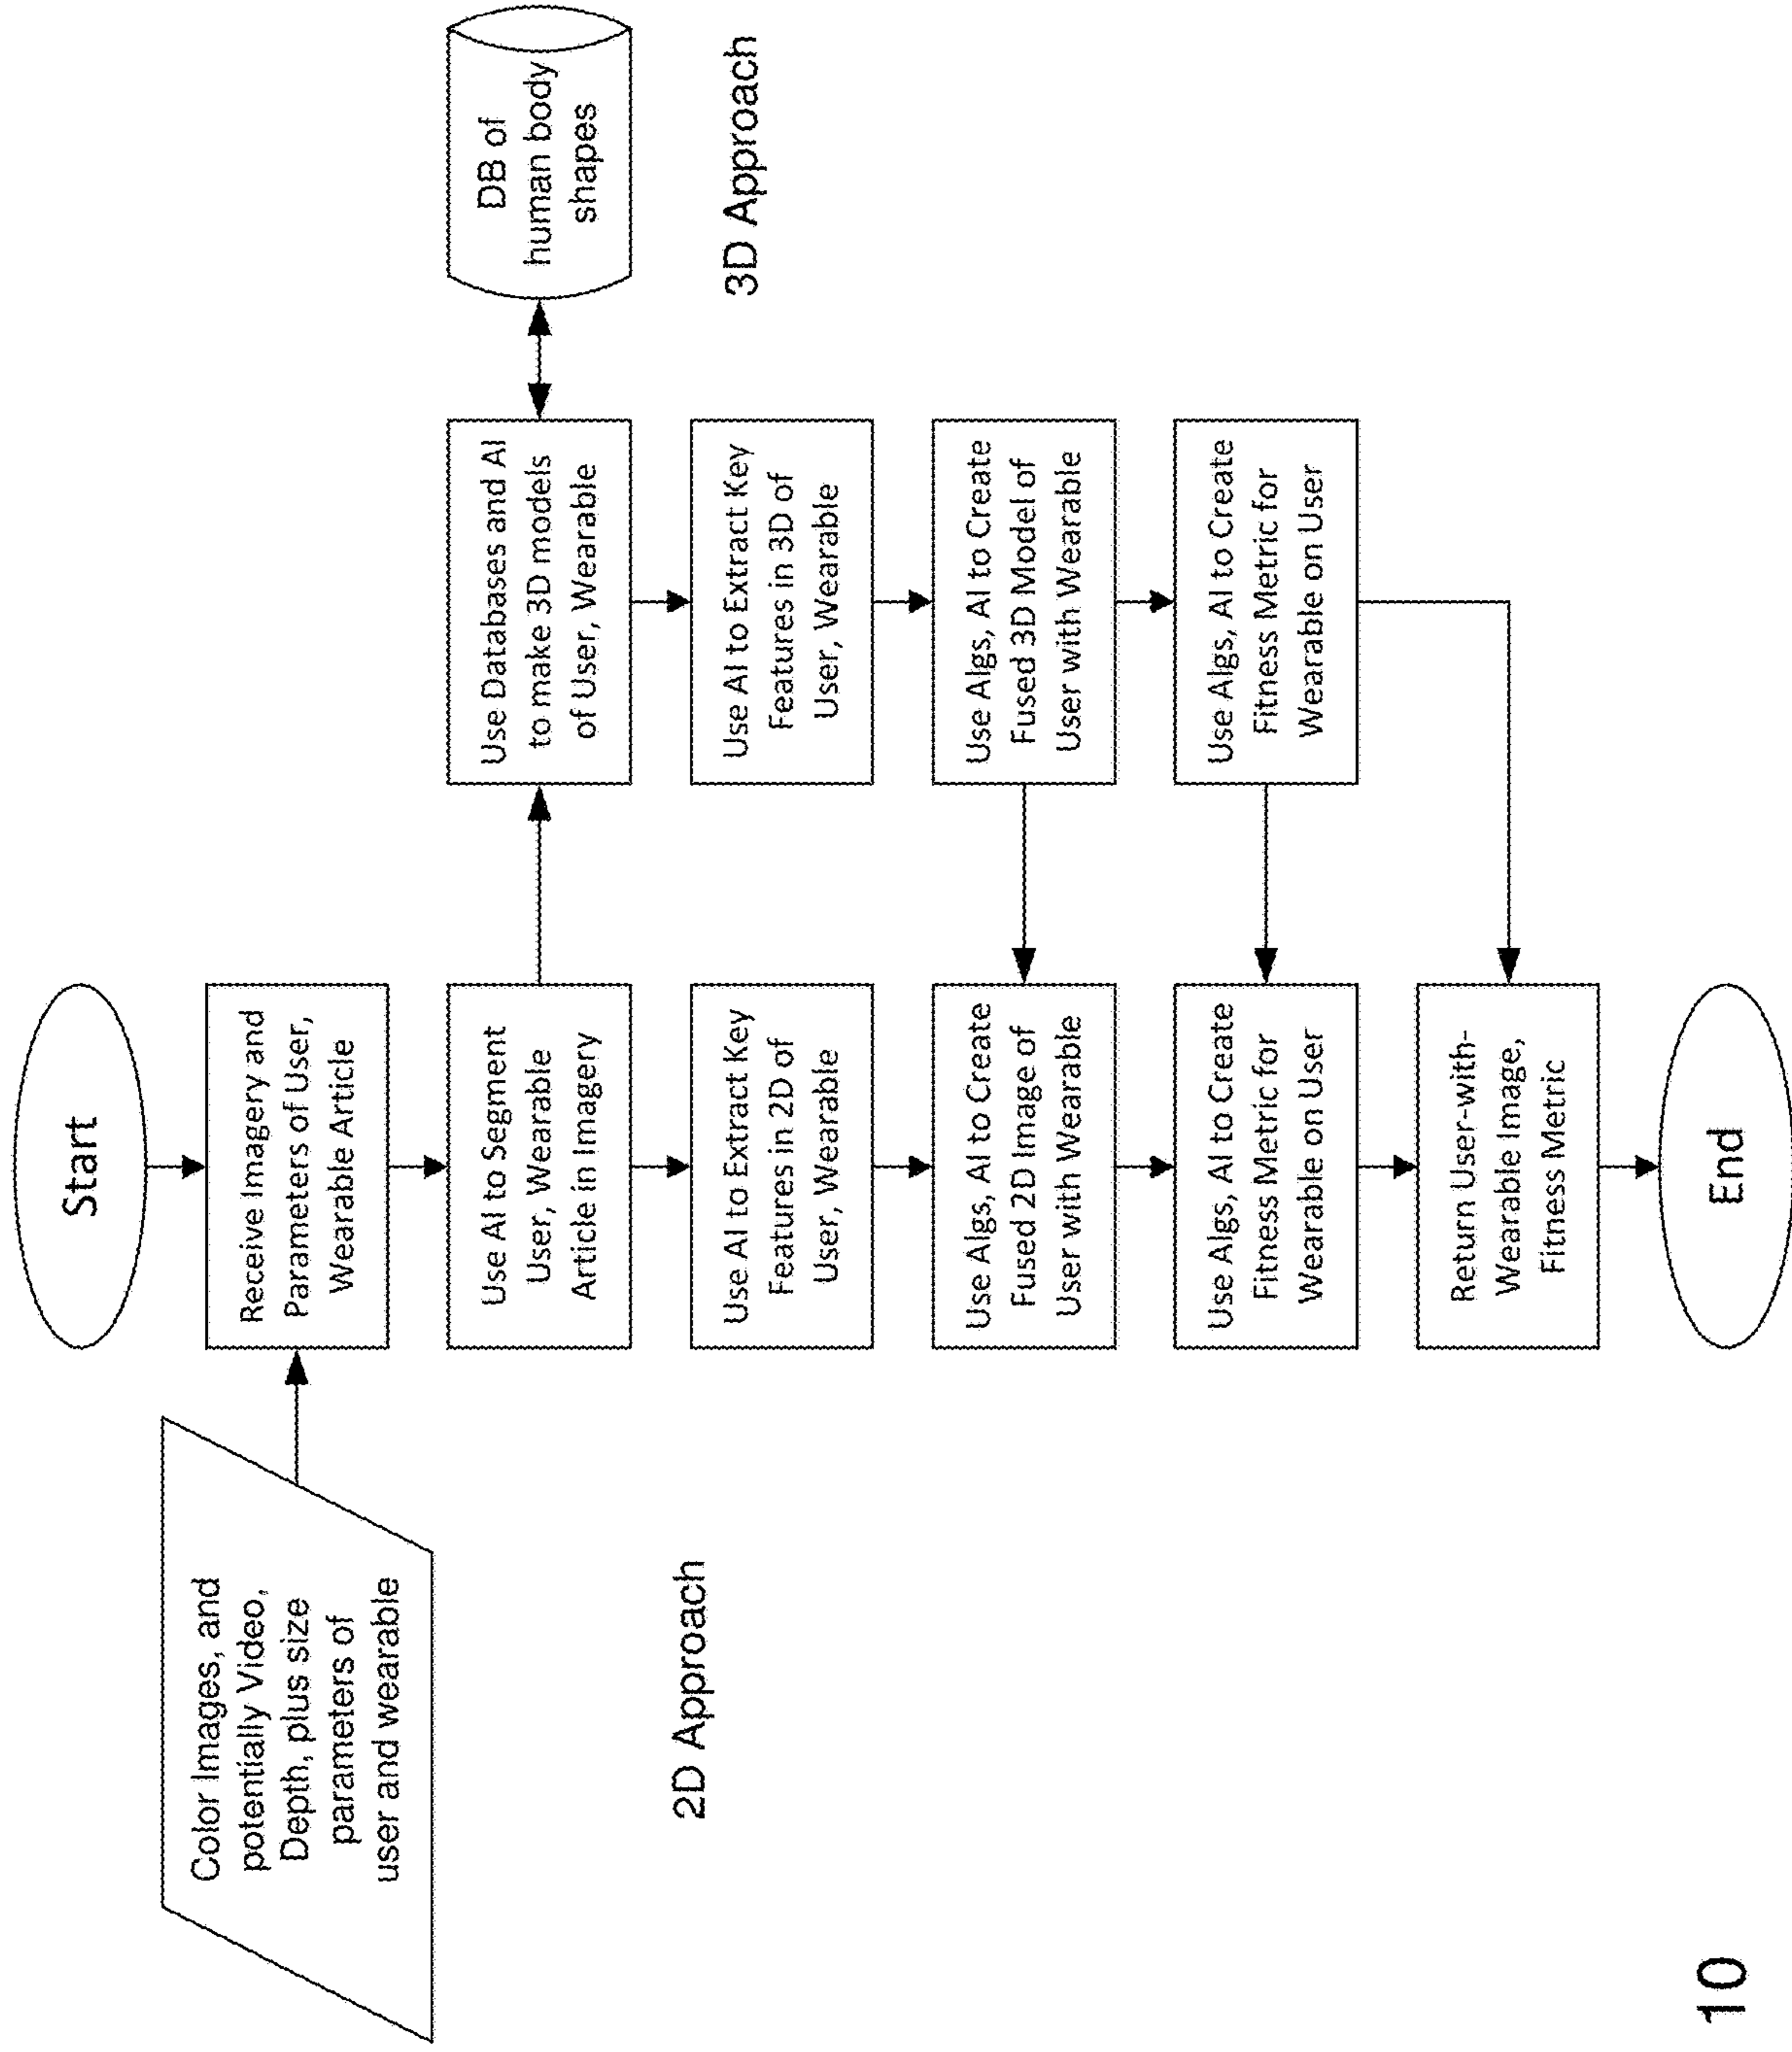 Start
Color Images, and
potentially Video,
Depth, plus size
parameters of
user and wearable
Receive Imagery and
Parameters of User,
Wearable Article
Use AI to Segment
User, Wearable
Article in Imagery
Use Databases and AI
to make 3D models
of User, Wearable
DB of
human body
shapes
2D Approach
3D Approach
Use AI to Extract Key
Features in 2D of
User, Wearable
Use AI to Extract Key
Features in 3D of
User, Wearable
Use Algs, AI to Create
Fused 2D Image of
User with Wearable
Use Algs, AI to Create
Fused 3D Model of
User with Wearable
Use Algs, AI to Create
Fitness Metric for
Wearable on User
Use Algs, AI to Create
Fitness Metric for
Wearable on User
Return User-with-
Wearable Image,
Fitness Metric
End
10